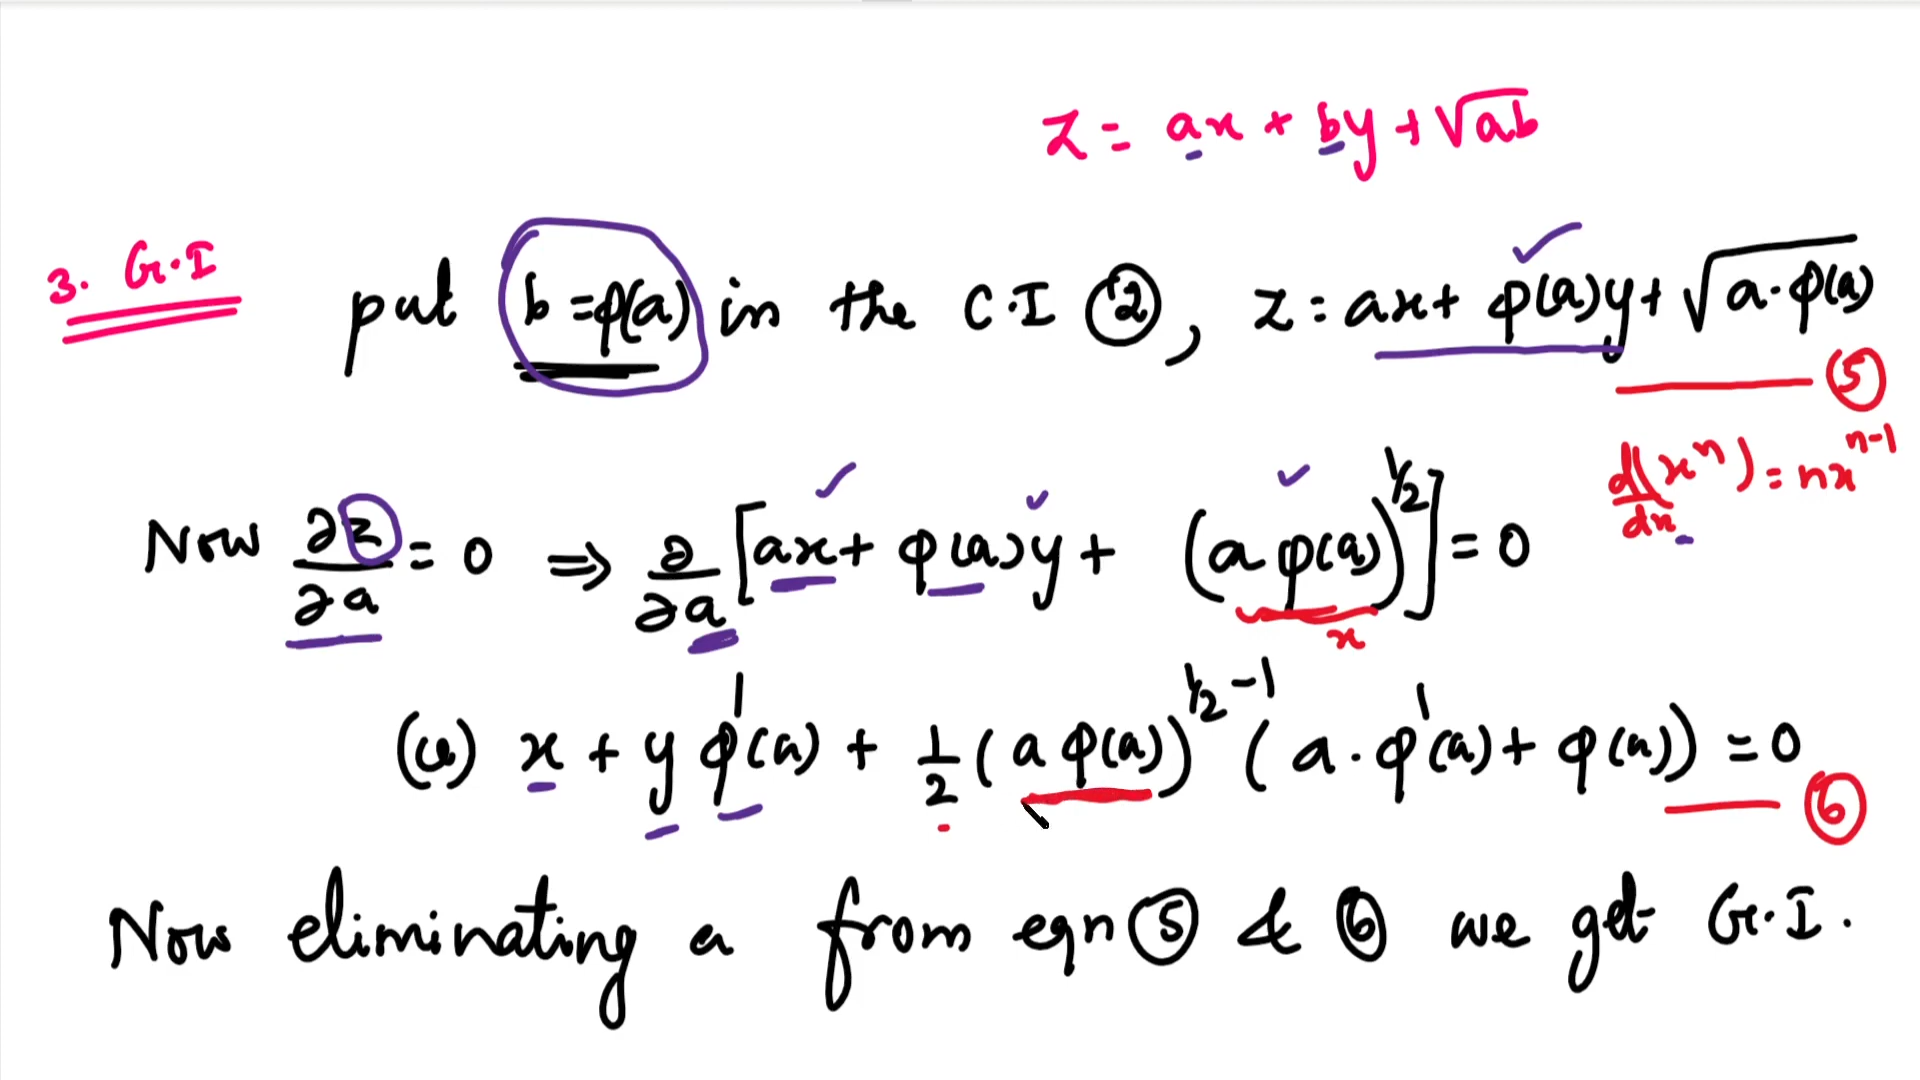 z = ax + by + √ab
3. G.I
put b = φ(a) in the C.I ②, z = ax + φ(a)y + √a·φ(a)
⑤
d/dx (xⁿ) = nxⁿ⁻¹
Now ∂z/∂a = 0 ⇒ ∂/∂a [ax + φ(a)y + (a φ(a))^1/2] = 0
x
(ie) x + y φ'(a) + 1/2 (a φ(a))^1/2 - 1 (a·φ'(a) + φ(a)) = 0
⑥
Now eliminating a from eqn ⑤ & ⑥ we get G.I.